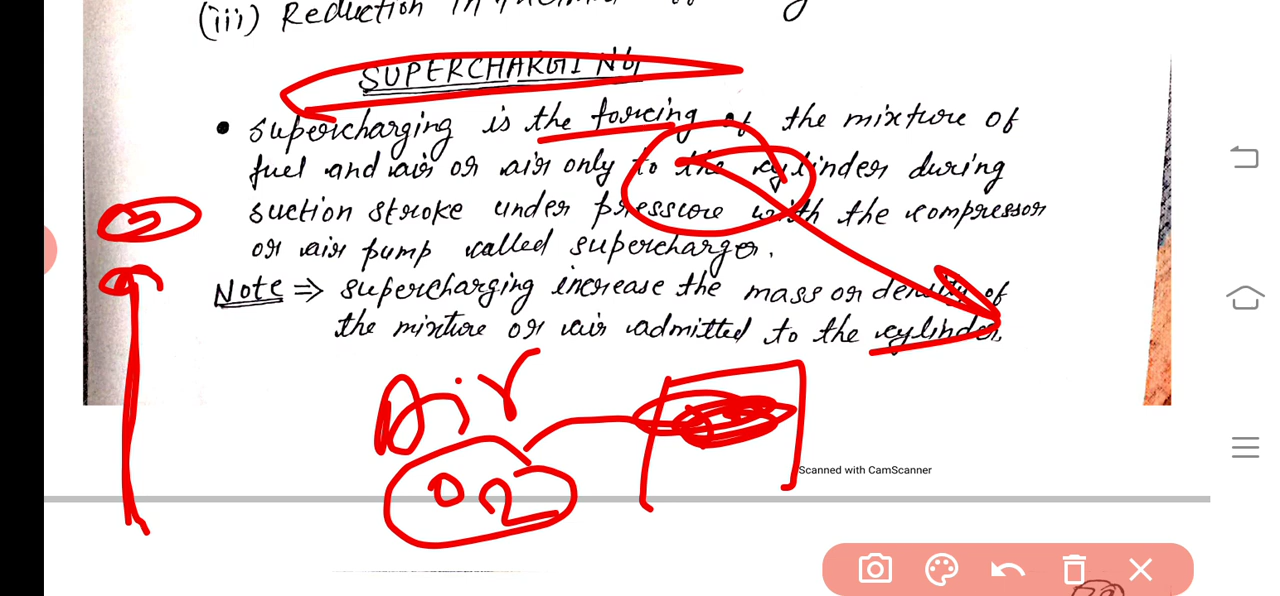 (iii) Reduction in
SUPERCHARGING
• Supercharging is the forcing of the mixture of
fuel and air or air only to the cylinder during
suction stroke under pressure with the compressor
or air pump called supercharger.
Note ⇒ supercharging increase the mass or density of
the mixture or air admitted to the cylinder.
Air
O2
Scanned with CamScanner